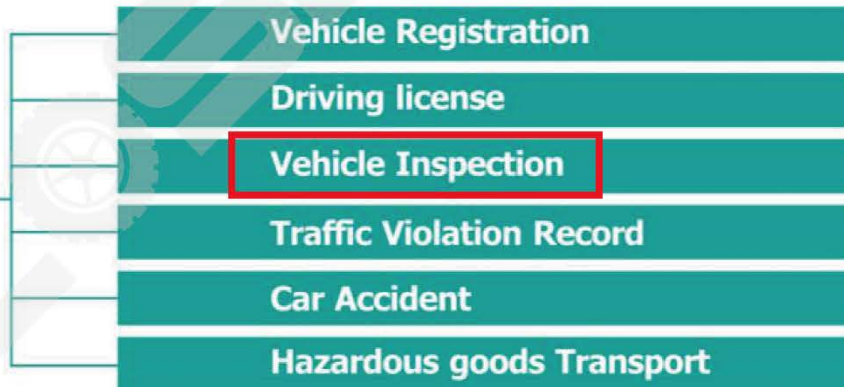 Vehicle Registration
Driving license
Vehicle Inspection
Traffic Violation Record
Car Accident
Hazardous goods Transport